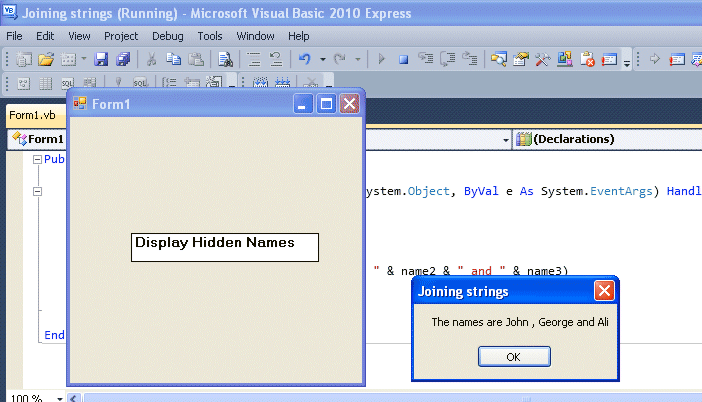 Joining strings (Running) - Microsoft Visual Basic 2010 Express
File Edit View Project Debug Tools Window Help
Form1.vb
Form1
(Declarations)
Form1
Pub
ystem.Object, ByVal e As System.EventArgs) Handl
Display Hidden Names
" & name2 & " and " & name3)
Joining strings
The names are John , George and Ali
OK
End
100 %